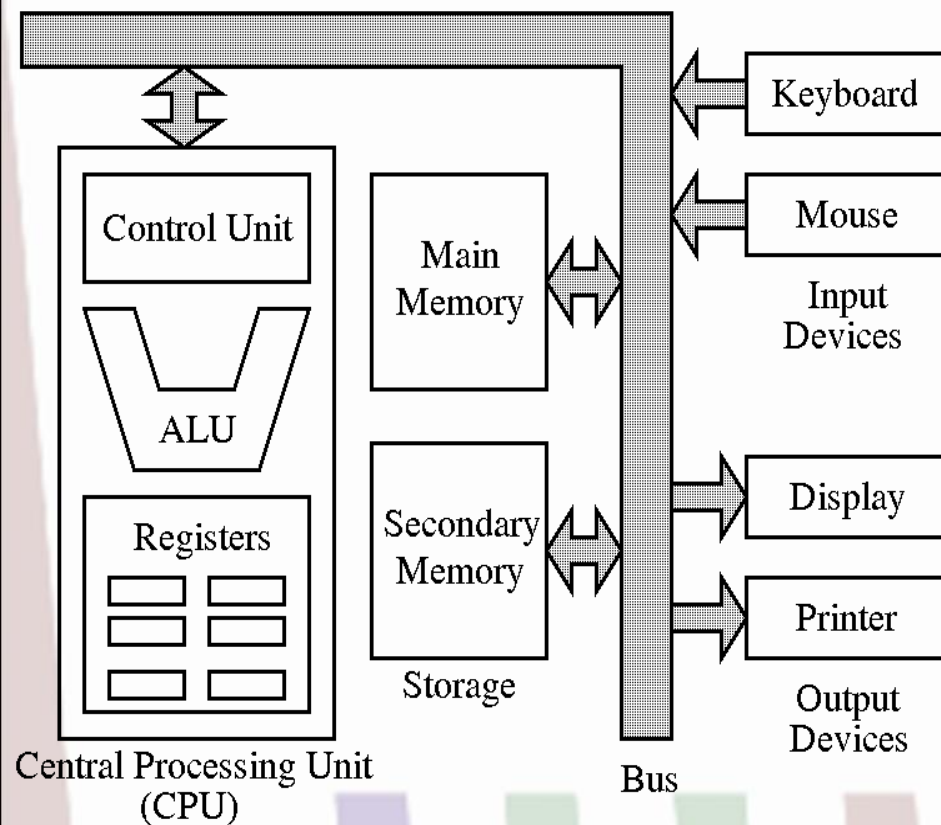 Keyboard
Control Unit
Main
Memory
Mouse
Input
Devices
ALU
Registers
Secondary
Memory
Display
Printer
Storage
Output
Devices
Central Processing Unit
(CPU)
Bus